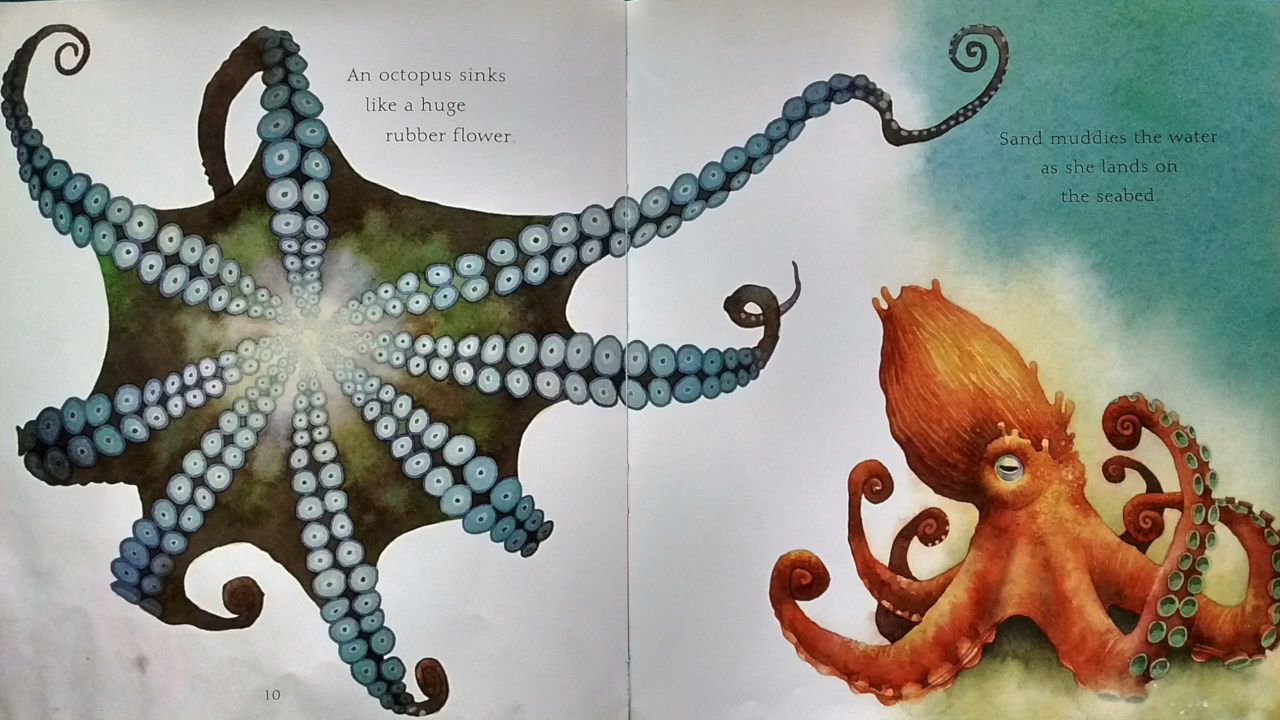 An octopus sinks
like a huge
rubber flower.
Sand muddies the water
as she lands on
the seabed.
10